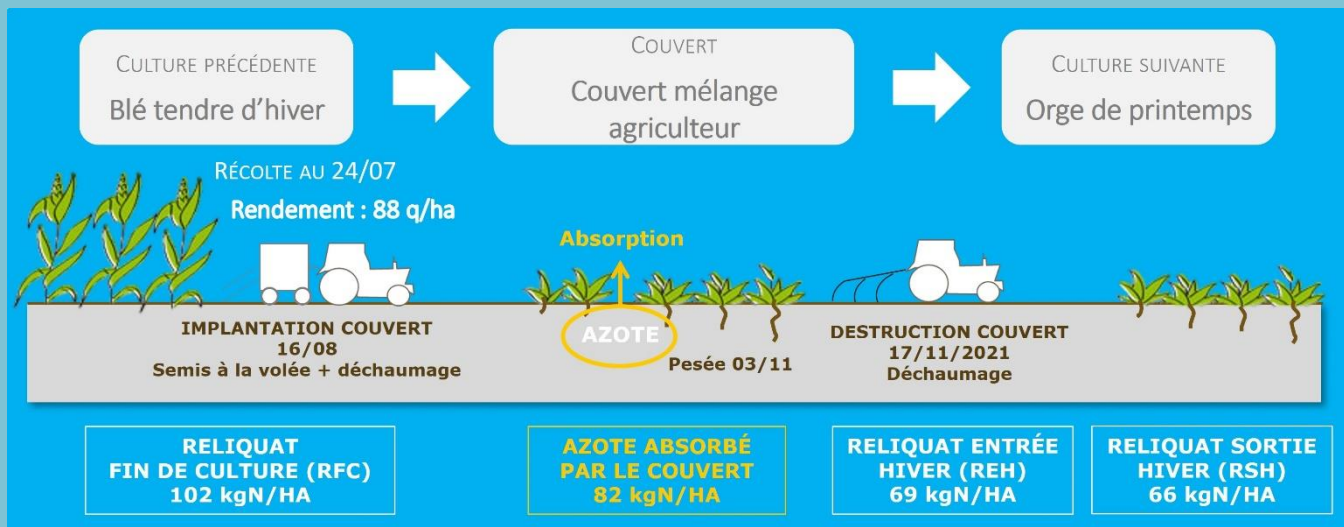 CULTURE PRÉCÉDENTE
Blé tendre d'hiver
COUVERT
Couvert mélange
agriculteur
CULTURE SUIVANTE
Orge de printemps
RÉCOLTE AU 24/07
Rendement : 88 q/ha
Absorption
IMPLANTATION COUVERT
16/08
Semis à la volée + déchaumage
AZOTE
Pesée 03/11
DESTRUCTION COUVERT
17/11/2021
Déchaumage
RELIQUAT
FIN DE CULTURE (RFC)
102 kgN/HA
AZOTE ABSORBÉ
PAR LE COUVERT
82 kgN/HA
RELIQUAT ENTRÉE
HIVER (REH)
69 kgN/HA
RELIQUAT SORTIE
HIVER (RSH)
66 kgN/HA